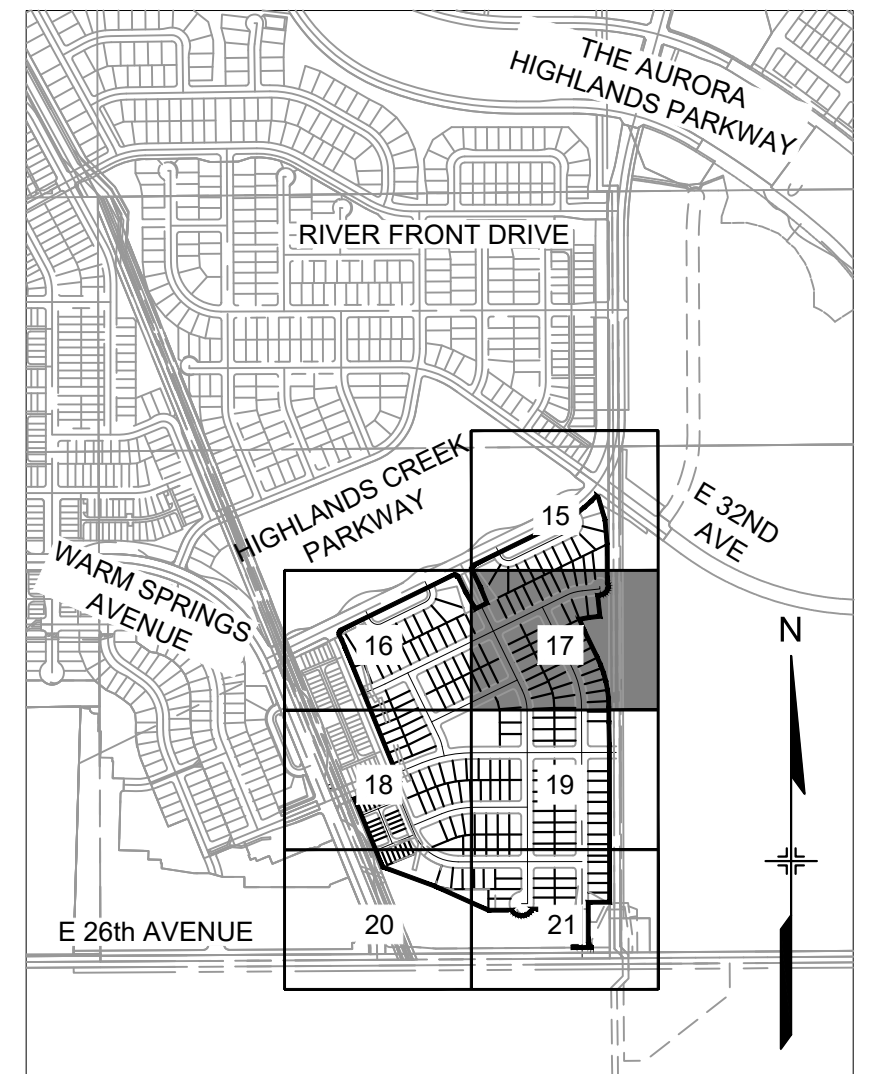 THE AURORA
HIGHLANDS PARKWAY
RIVER FRONT DRIVE
HIGHLANDS CREEK
PARKWAY
E 32ND
AVE
WARM SPRINGS
AVENUE
15
16
17
N
18
19
E 26th AVENUE
20
21